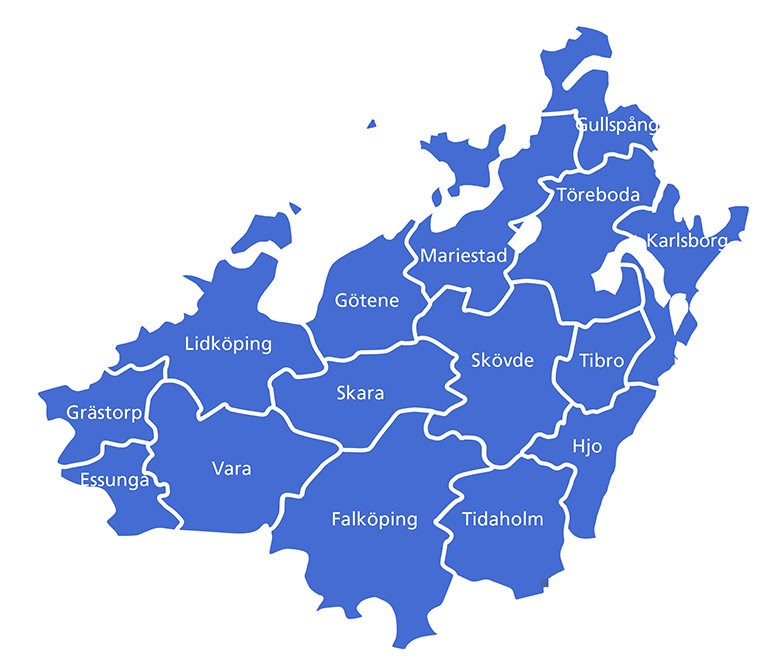 Gullspång
Töreboda
Karlsborg
Mariestad
Götene
Lidköping
Skövde
Tibro
Skara
Grästorp
Hjo
Vara
Essunga
Falköping
Tidaholm